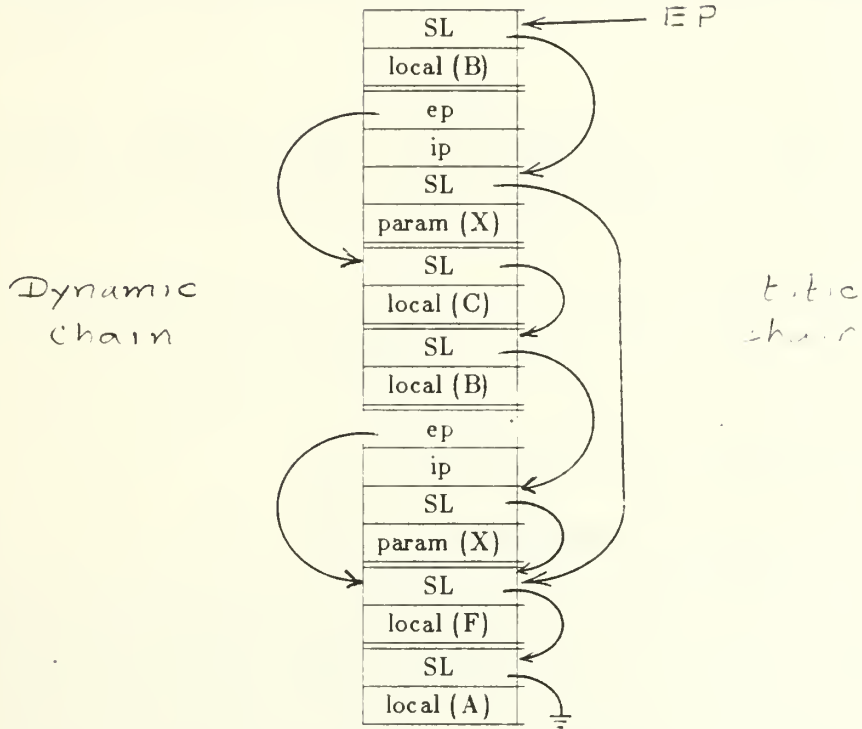 EP
SL
local (B)
ep
ip
SL
param (X)
SL
local (C)
SL
local (B)
ep
ip
SL
param (X)
SL
local (F)
SL
local (A)
Dynamic
Chain